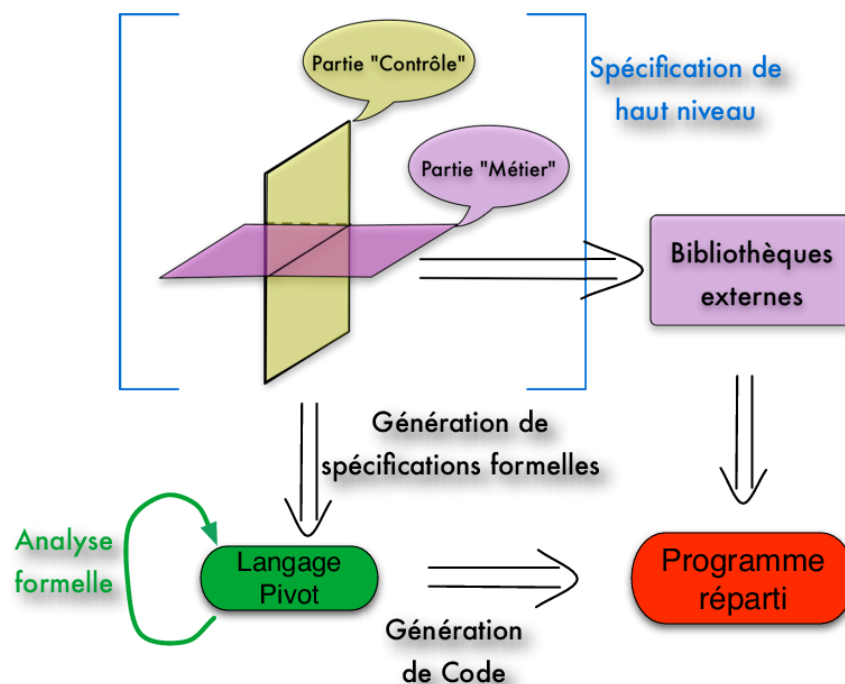 Partie "Contrôle"
Spécification de
haut niveau
Partie "Métier"
Bibliothèques
externes
Génération de
spécifications formelles
Analyse
formelle
Langage
Pivot
Programme
réparti
Génération
de Code